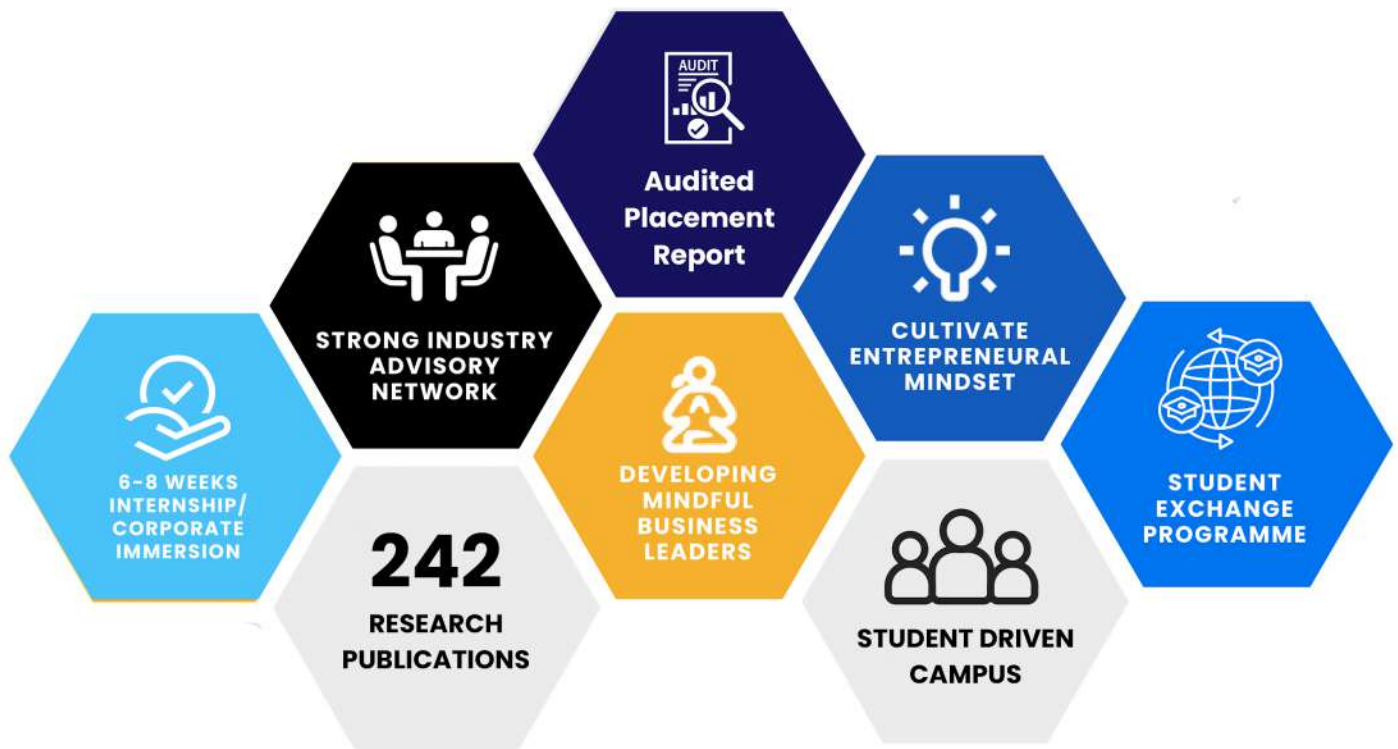 AUDIT
Audited
Placement
Report
STRONG INDUSTRY
ADVISORY
NETWORK
CULTIVATE
ENTREPRENEURAL
MINDSET
6-8 WEEKS
INTERNSHIP/
CORPORATE
IMMERSION
DEVELOPING
MINDFUL
BUSINESS
LEADERS
STUDENT
EXCHANGE
PROGRAMME
242
RESEARCH
PUBLICATIONS
STUDENT DRIVEN
CAMPUS